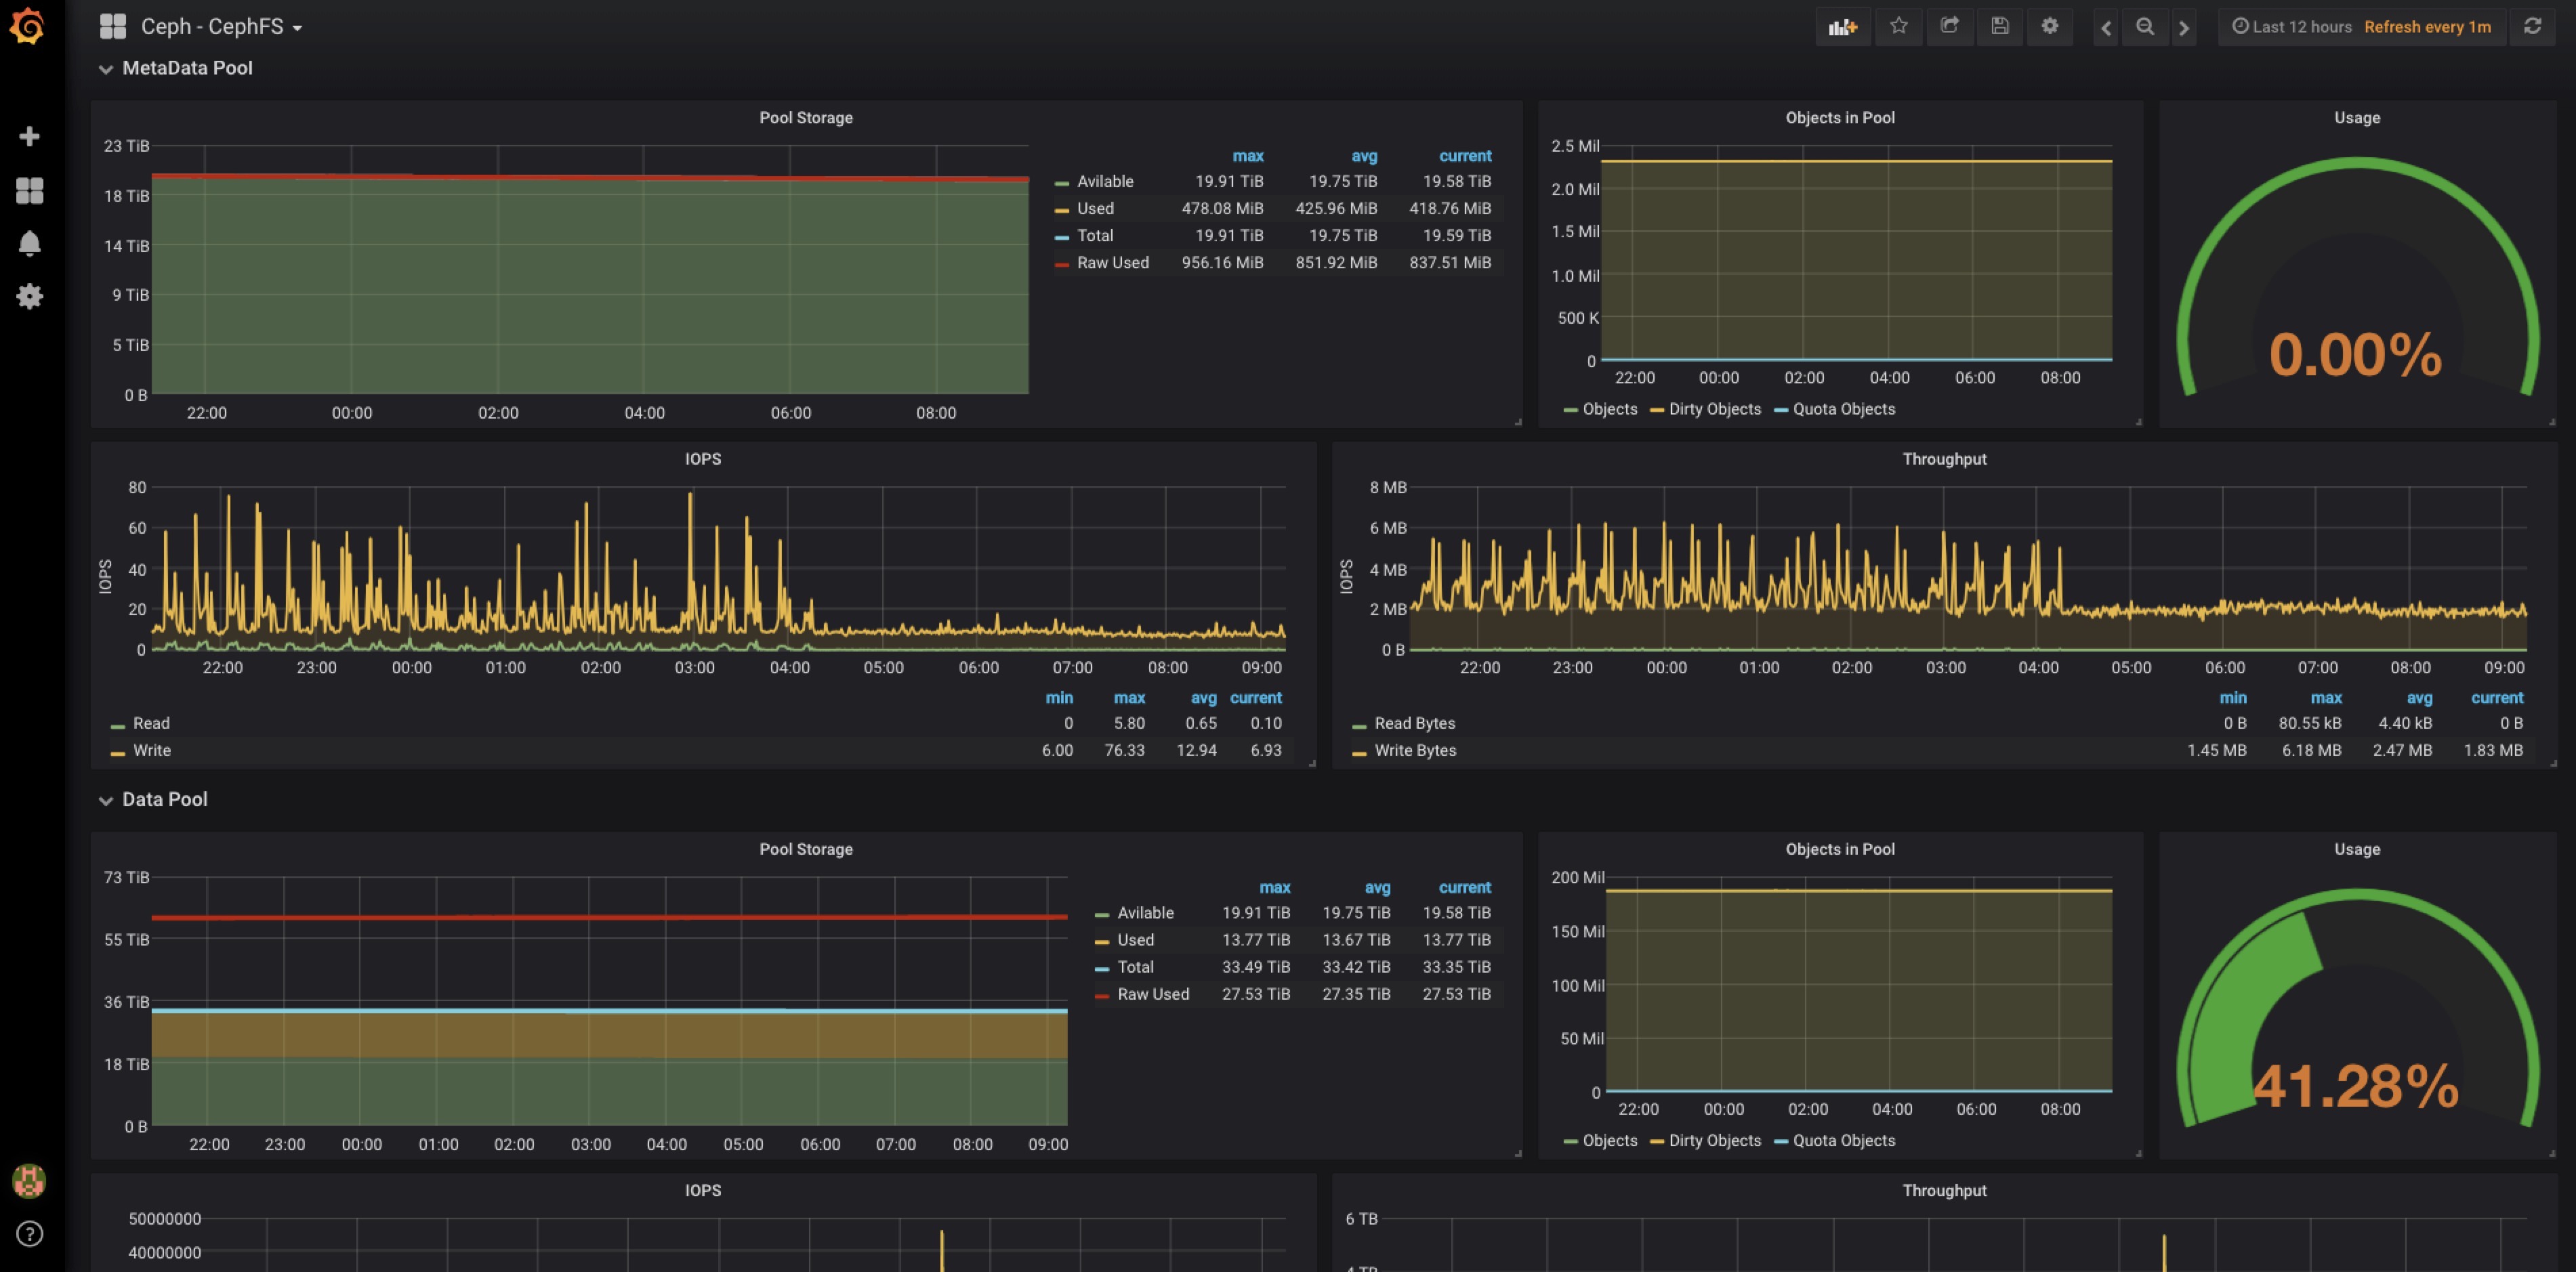 Ceph - CephFS
Last 12 hours Refresh every 1m
MetaData Pool
Pool Storage
23 TiB
18 TiB
14 TiB
9 TiB
5 TiB
0 B
22:00 00:00 02:00 04:00 06:00 08:00
max avg current
Avilable 19.91 TiB 19.75 TiB 19.58 TiB
Used 478.08 MiB 425.96 MiB 418.76 MiB
Total 19.91 TiB 19.75 TiB 19.59 TiB
Raw Used 956.16 MiB 851.92 MiB 837.51 MiB
Objects in Pool
2.5 Mil
2.0 Mil
1.5 Mil
1.0 Mil
500 K
0
22:00 00:00 02:00 04:00 06:00 08:00
Objects Dirty Objects Quota Objects
Usage
0.00%
IOPS
IOPS
80
60
40
20
0
22:00 23:00 00:00 01:00 02:00 03:00 04:00 05:00 06:00 07:00 08:00 09:00
min max avg current
Read 0 5.80 0.65 0.10
Write 6.00 76.33 12.94 6.93
Throughput
IOPS
8 MB
6 MB
4 MB
2 MB
0 B
22:00 23:00 00:00 01:00 02:00 03:00 04:00 05:00 06:00 07:00 08:00 09:00
min max avg current
Read Bytes 0 B 80.55 kB 4.40 kB 0 B
Write Bytes 1.45 MB 6.18 MB 2.47 MB 1.83 MB
Data Pool
Pool Storage
73 TiB
55 TiB
36 TiB
18 TiB
0 B
22:00 23:00 00:00 01:00 02:00 03:00 04:00 05:00 06:00 07:00 08:00 09:00
max avg current
Avilable 19.91 TiB 19.75 TiB 19.58 TiB
Used 13.77 TiB 13.67 TiB 13.77 TiB
Total 33.49 TiB 33.42 TiB 33.35 TiB
Raw Used 27.53 TiB 27.35 TiB 27.53 TiB
Objects in Pool
200 Mil
150 Mil
100 Mil
50 Mil
0
22:00 00:00 02:00 04:00 06:00 08:00
Objects Dirty Objects Quota Objects
Usage
41.28%
IOPS
50000000
40000000
Throughput
6 TB
4 TB